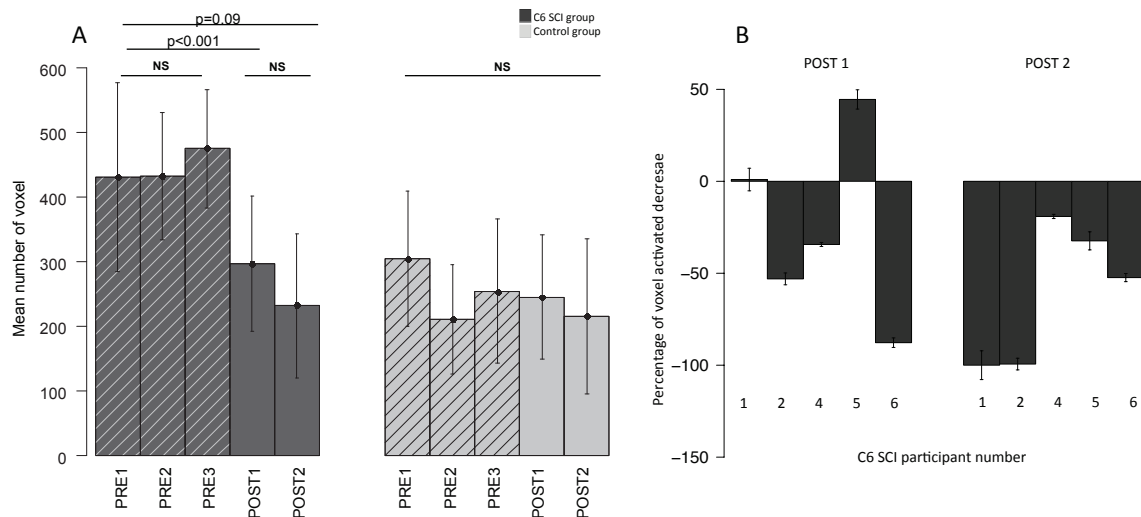 p=0.09
A
p<0.001
NS
NS
600
500
400
300
200
100
0
Mean number of voxel
PRE1
PRE2
PRE3
POST1
POST2
C6 SCI group
Control group
NS
PRE1
PRE2
PRE3
POST1
POST2
B
POST 1
POST 2
50
0
−50
−100
−150
Percentage of voxel activated decresae
1 2 4 5 6
1 2 4 5 6
C6 SCI participant number